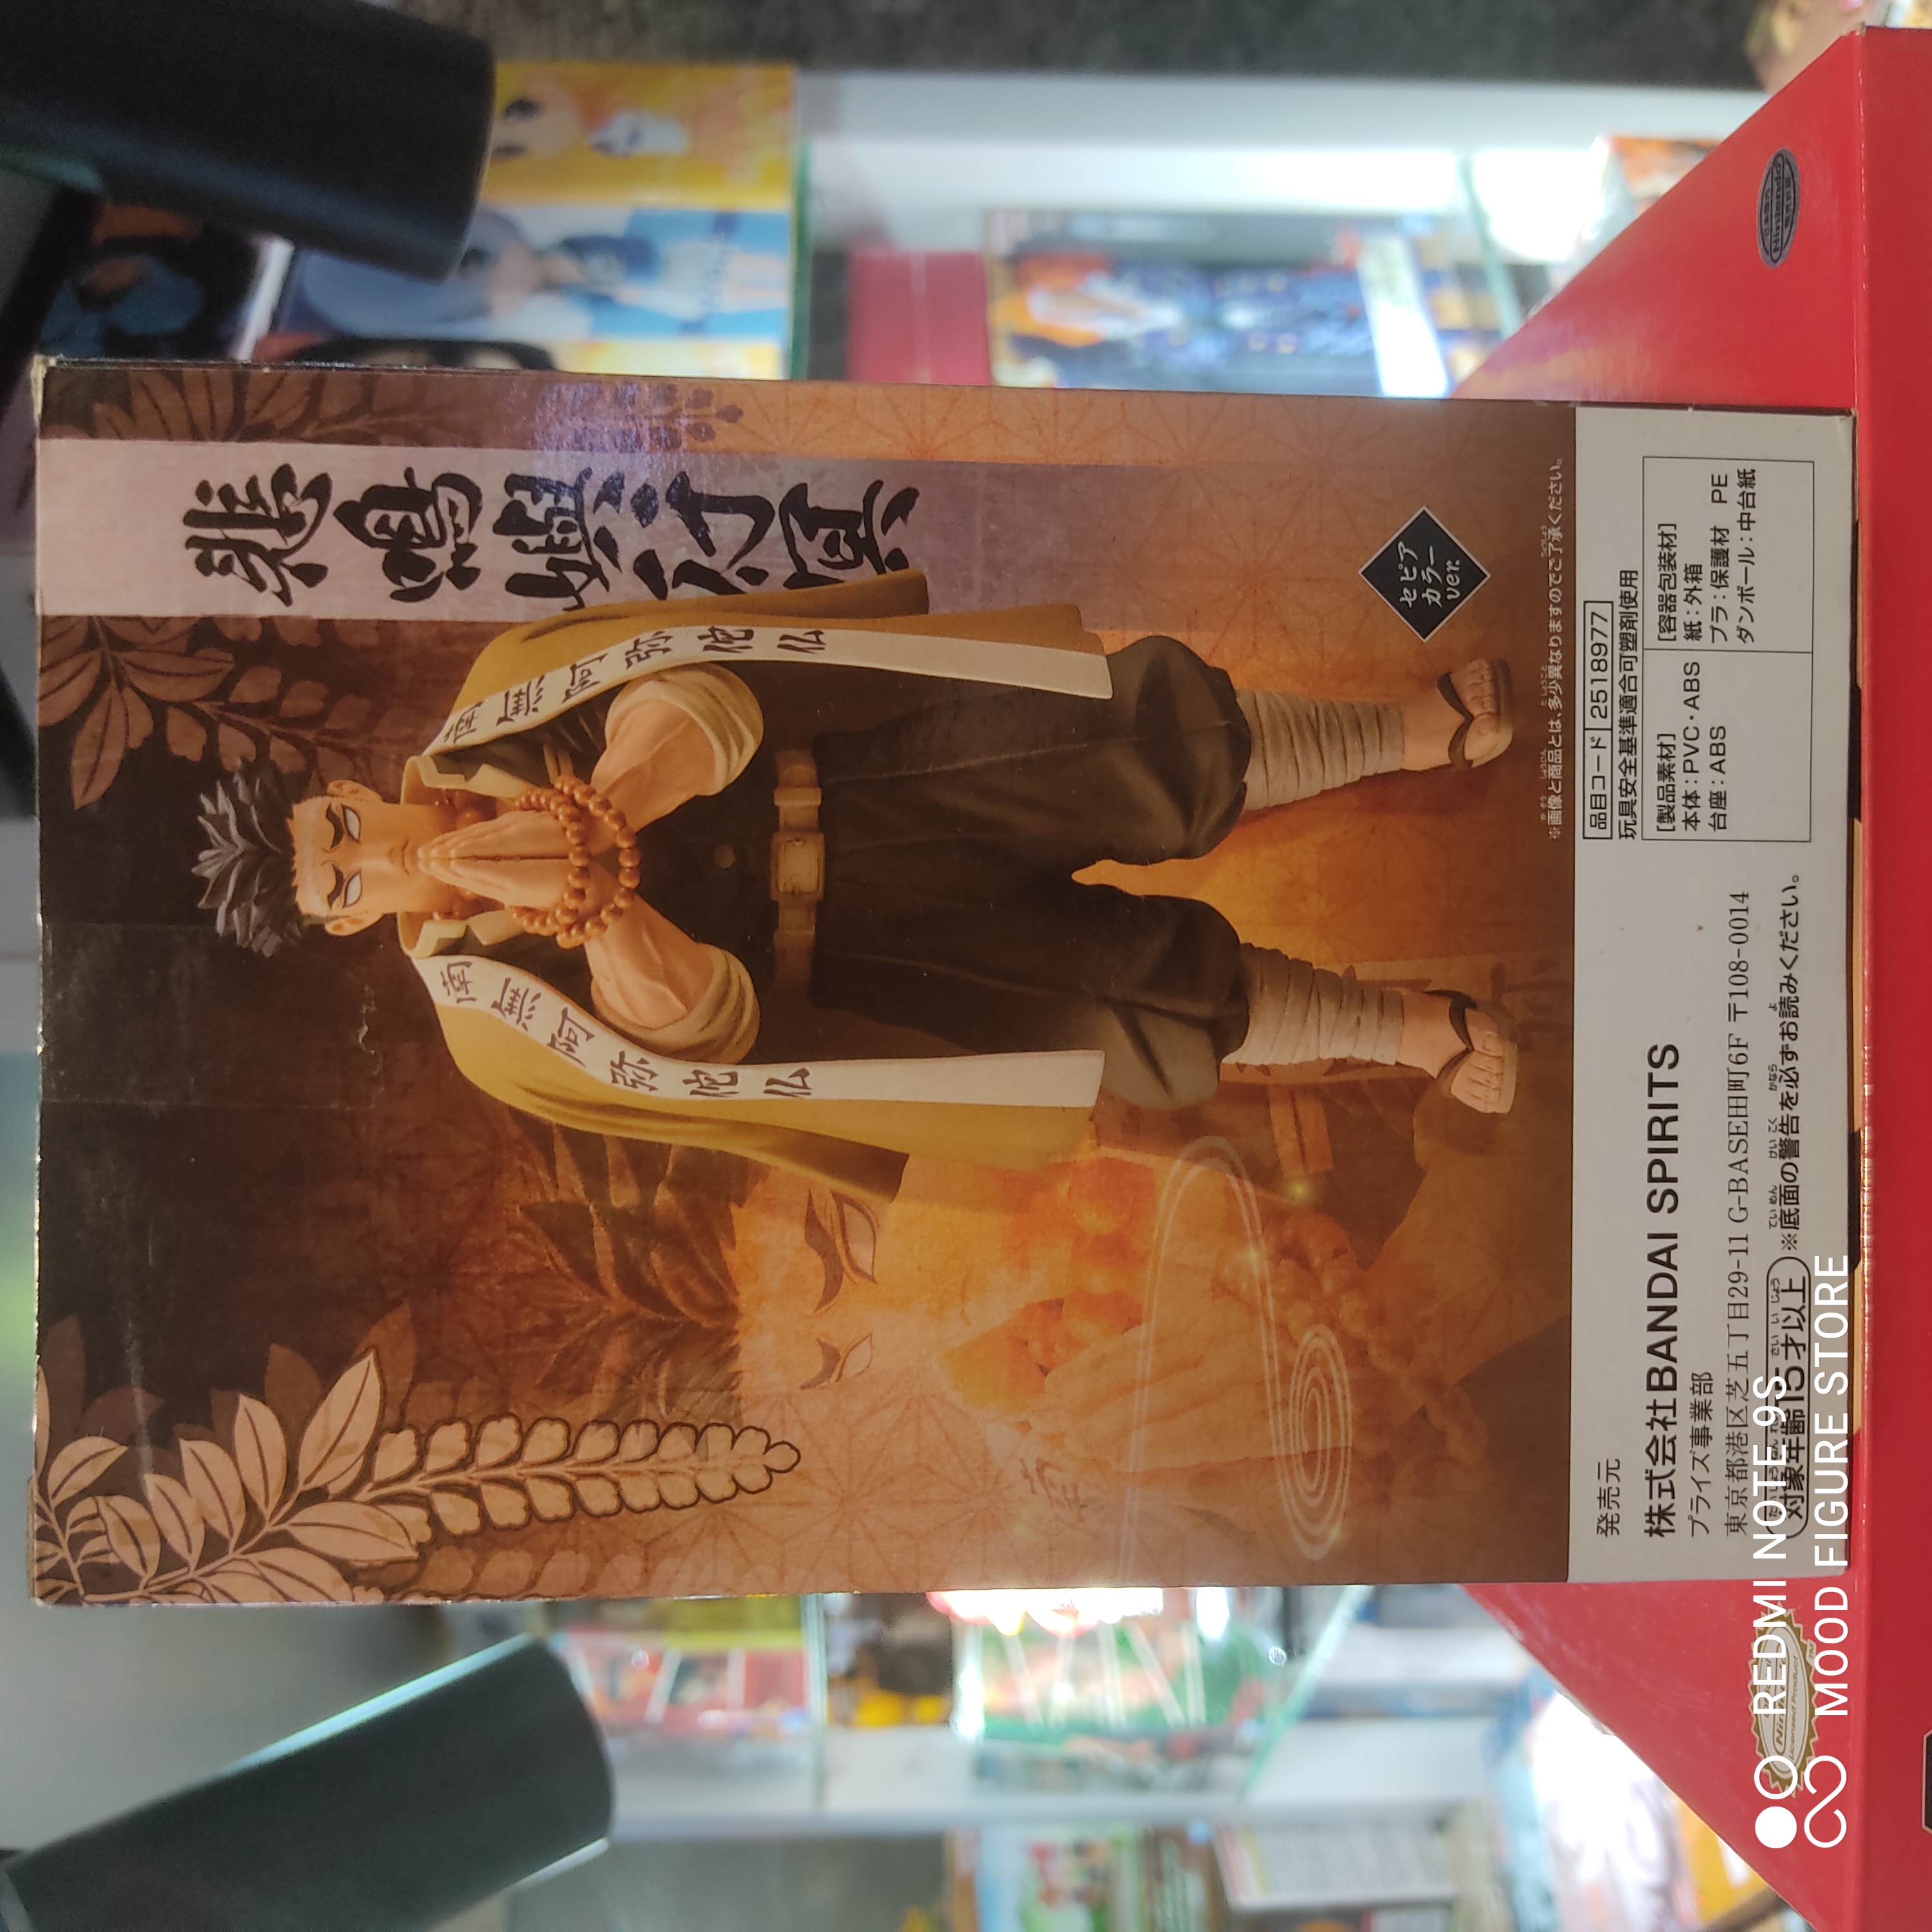 悲鳴嶼行冥
南無阿弥陀仏
南無阿弥陀仏
南
セピア
カラー
ver.
※画像と商品とは、多少異なりますのでご了承ください。
発売元
株式会社BANDAI SPIRITS
プライズ事業部
東京都港区芝五丁目29-11 G-BASE田町6F 〒108-0014
対象年齢15才以上
※底面の警告を必ずお読みください。
品目コード 2518977
玩具安全基準適合可塑剤使用
[製品素材]
本体：PVC・ABS
台座：ABS
[容器包装材]
紙：外箱
プラ：保護材 PE
ダンボール：中台紙
Nintendo
REDMI NOTE 9S
MOOD FIGURE STORE